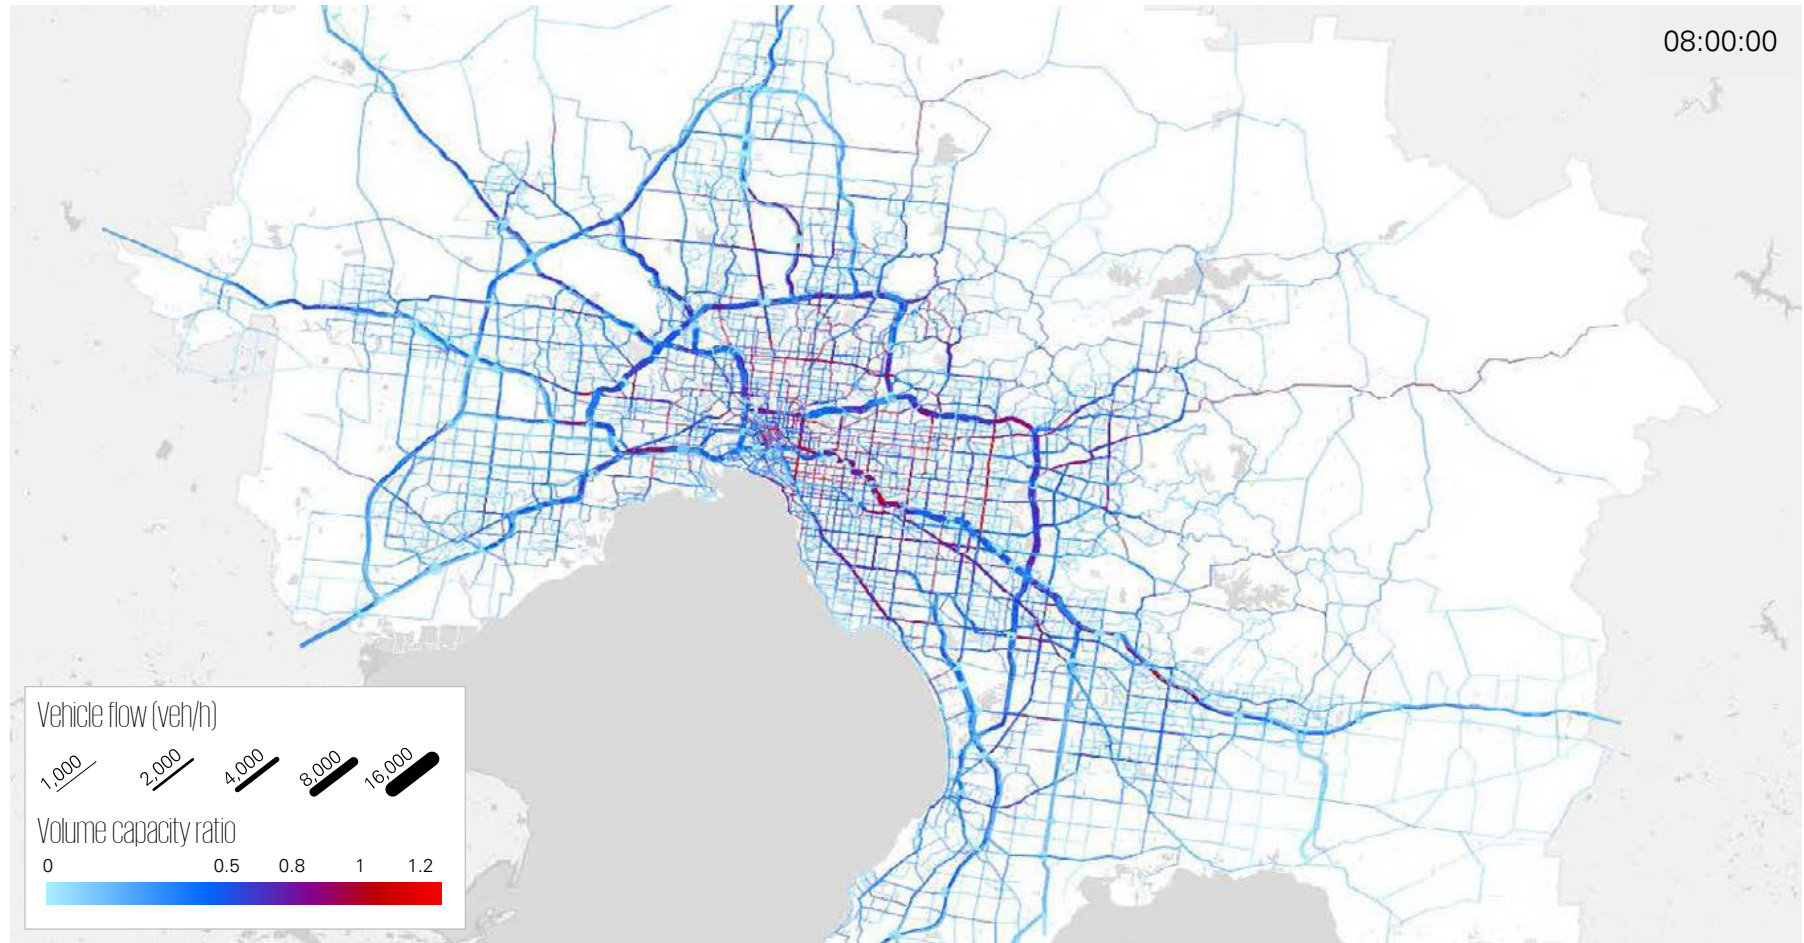 08:00:00
Vehicle flow (veh/h)
1,000 2,000 4,000 8,000 16,000
Volume capacity ratio
0 0.5 0.8 1 1.2